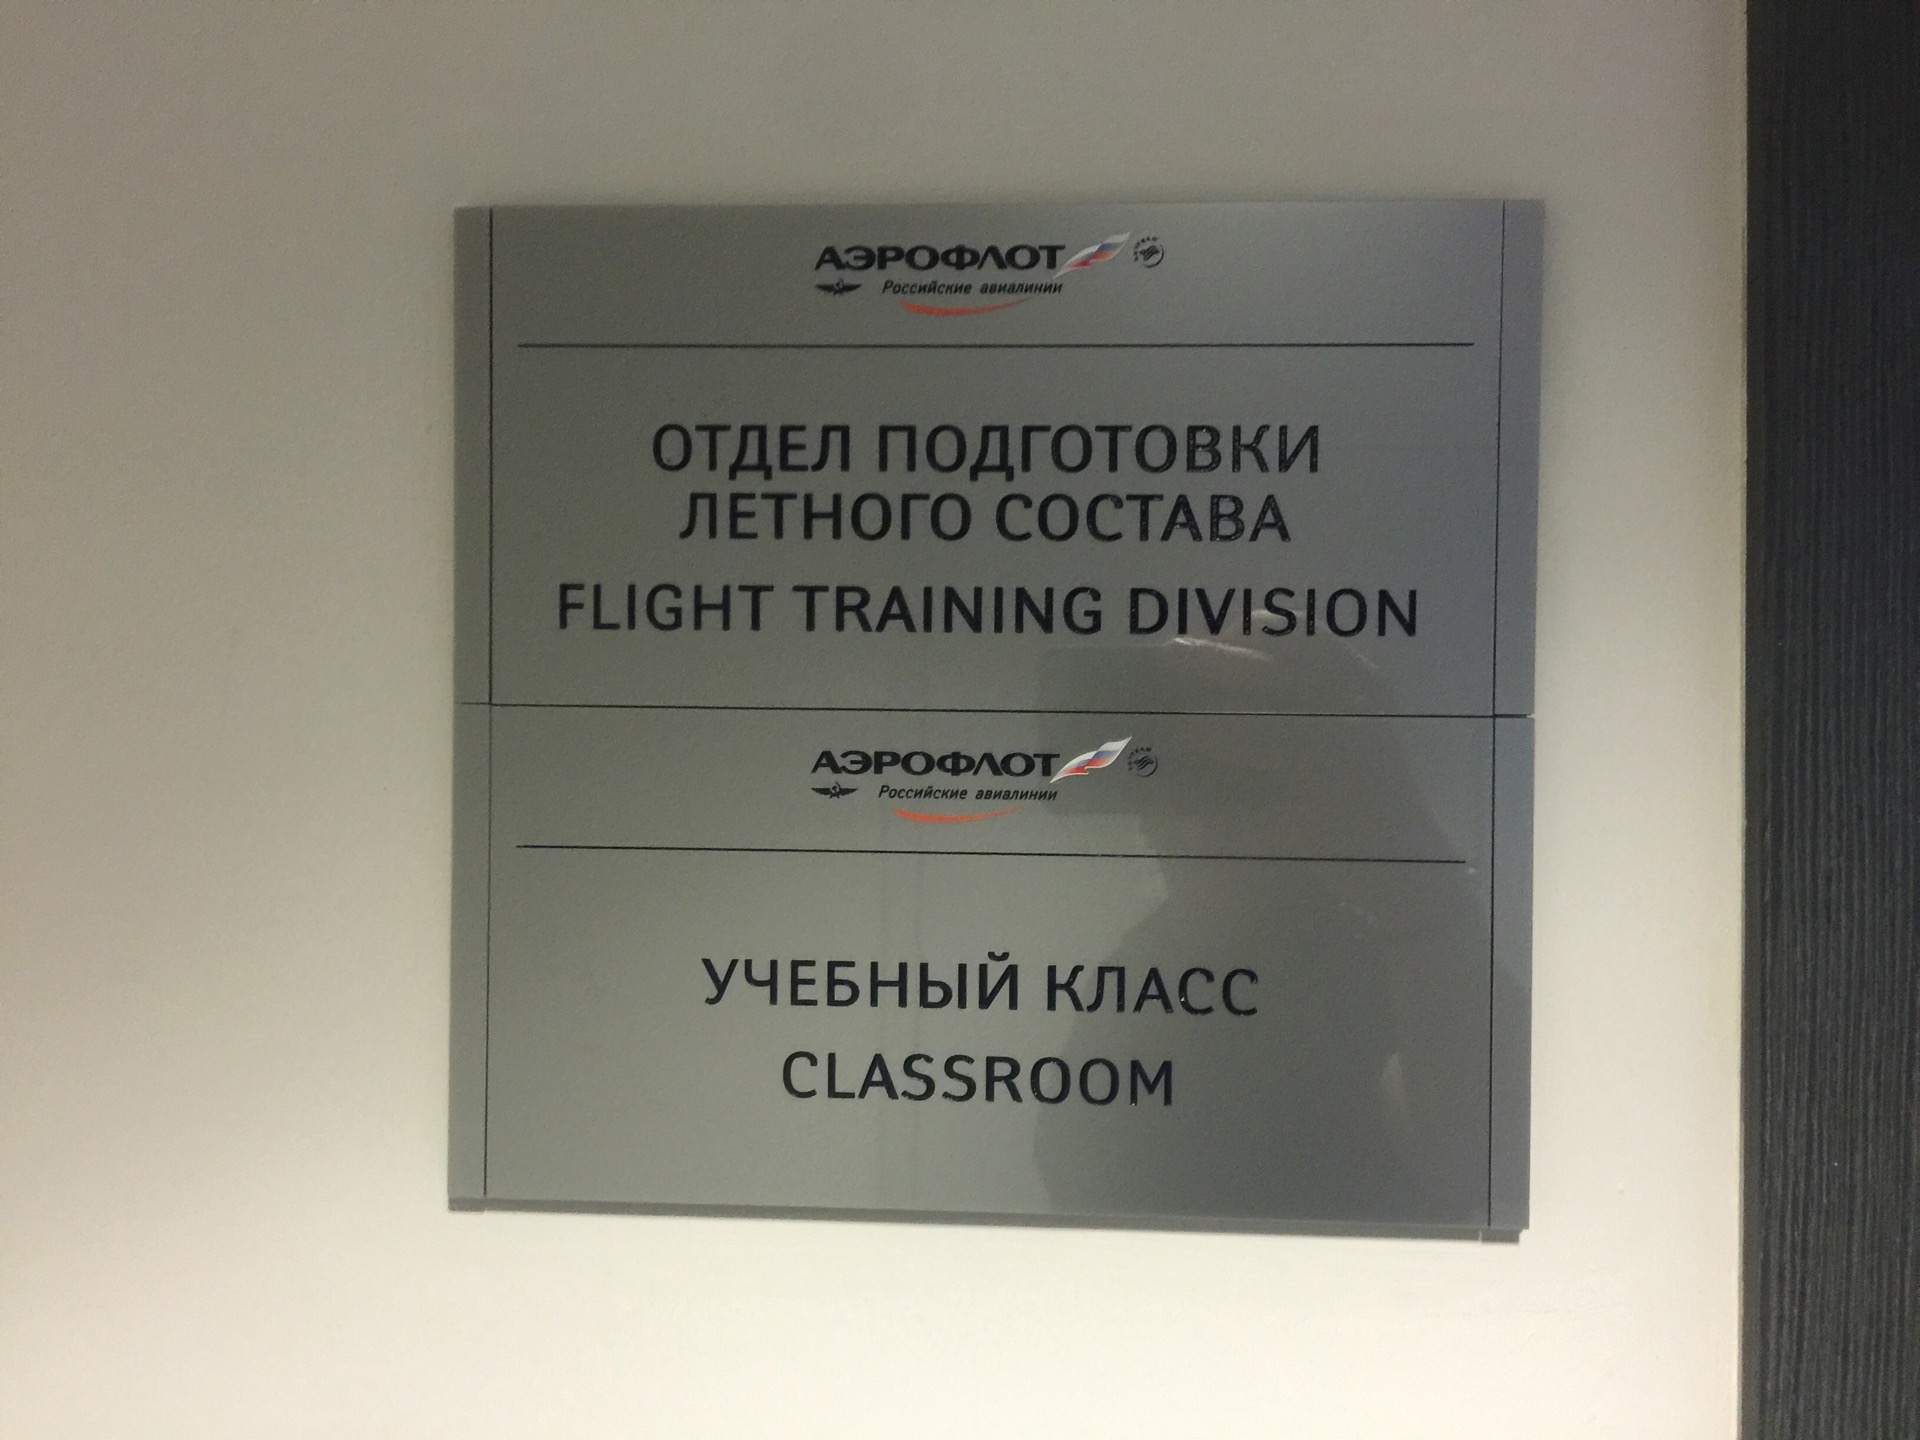 АЭРОФЛОТ
Российские авиалинии
ОТДЕЛ ПОДГОТОВКИ
ЛЕТНОГО СОСТАВА
FLIGHT TRAINING DIVISION
АЭРОФЛОТ
Российские авиалинии
УЧЕБНЫЙ КЛАСС
CLASSROOM